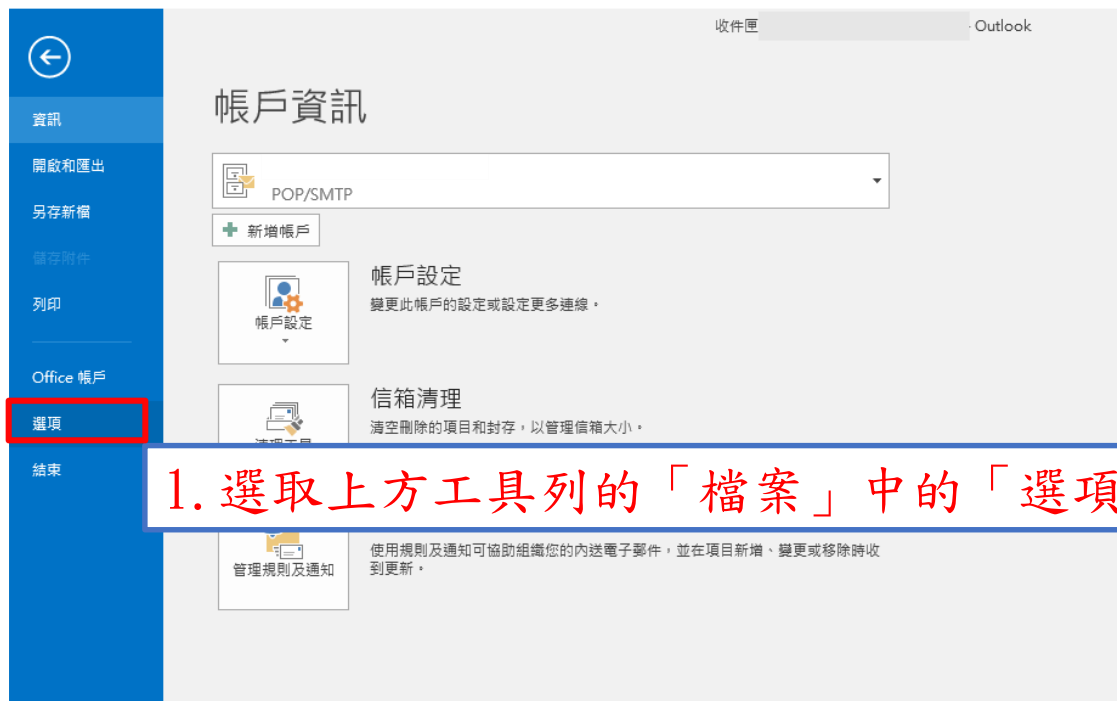 收件匣 - Outlook
資訊
開啟和匯出
另存新檔
儲存附件
列印
Office 帳戶
選項
結束
帳戶資訊
POP/SMTP
新增帳戶
帳戶設定
帳戶設定
變更此帳戶的設定或設定更多連線。
信箱清理
清空刪除的項目和封存，以管理信箱大小。
清理工具
1.選取上方工具列的「檔案」中的「選項
管理規則及通知
使用規則及通知可協助組織您的內送電子郵件，並在項目新增、變更或移除時收
到更新。